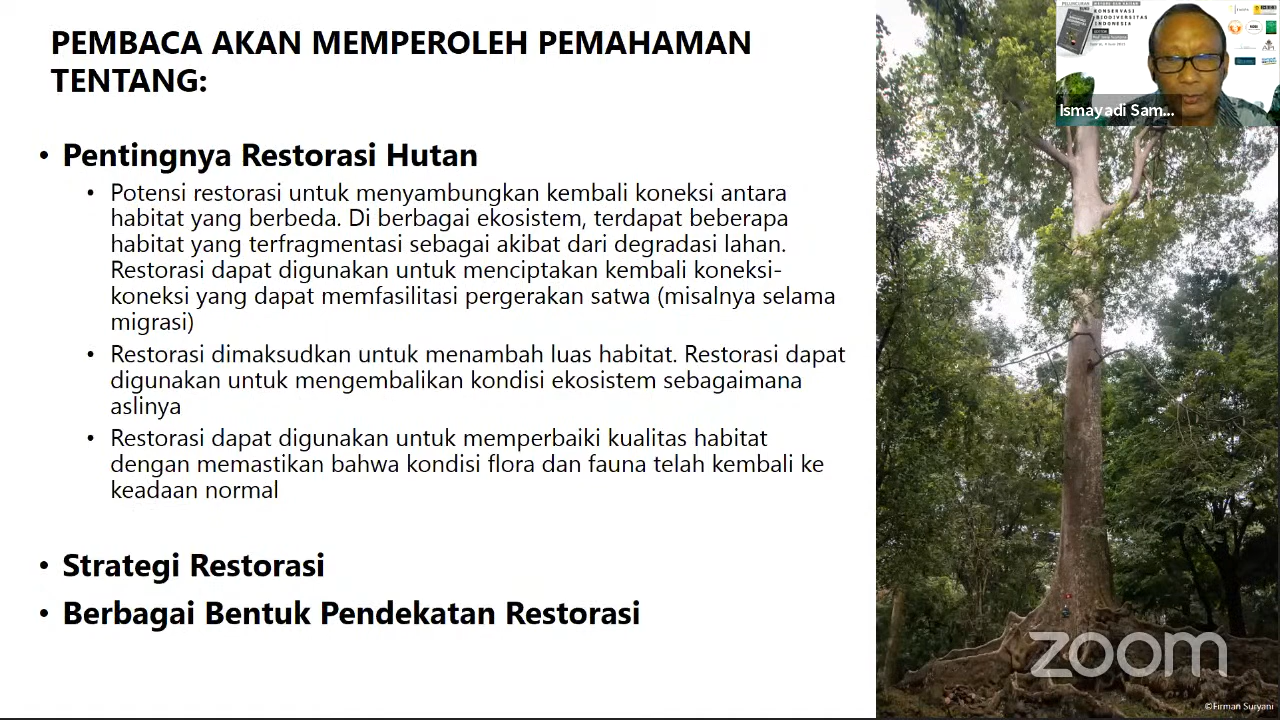 PEMBACA AKAN MEMPEROLEH PEMAHAMAN
TENTANG:
• Pentingnya Restorasi Hutan
• Potensi restorasi untuk menyambungkan kembali koneksi antara
habitat yang berbeda. Di berbagai ekosistem, terdapat beberapa
habitat yang terfragmentasi sebagai akibat dari degradasi lahan.
Restorasi dapat digunakan untuk menciptakan kembali koneksi-
koneksi yang dapat memfasilitasi pergerakan satwa (misalnya selama
migrasi)
• Restorasi dimaksudkan untuk menambah luas habitat. Restorasi dapat
digunakan untuk mengembalikan kondisi ekosistem sebagaimana
aslinya
• Restorasi dapat digunakan untuk memperbaiki kualitas habitat
dengan memastikan bahwa kondisi flora dan fauna telah kembali ke
keadaan normal
• Strategi Restorasi
• Berbagai Bentuk Pendekatan Restorasi
PELUNCURAN
KONSERVASI
BIODIVERSITAS
INDONESIA
Ismayadi Sam...
zoom
©Firman Suryani